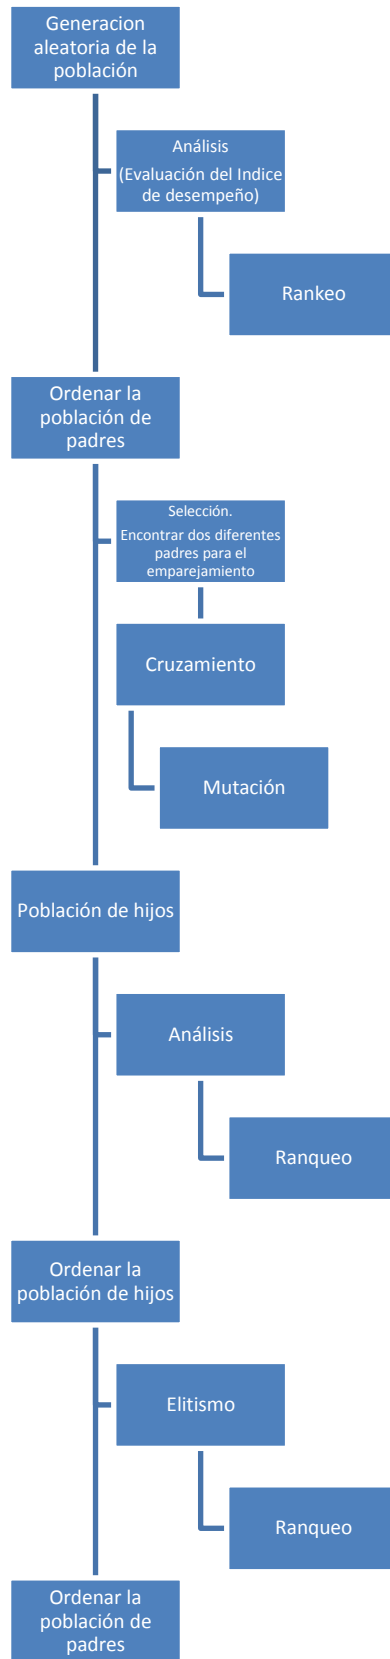 Generacion
aleatoria de la
población
Análisis
(Evaluación del Indice
de desempeño)
Rankeo
Ordenar la
población de
padres
Selección.
Encontrar dos diferentes
padres para el
emparejamiento
Cruzamiento
Mutación
Población de hijos
Análisis
Ranqueo
Ordenar la
población de hijos
Elitismo
Ranqueo
Ordenar la
población de
padres